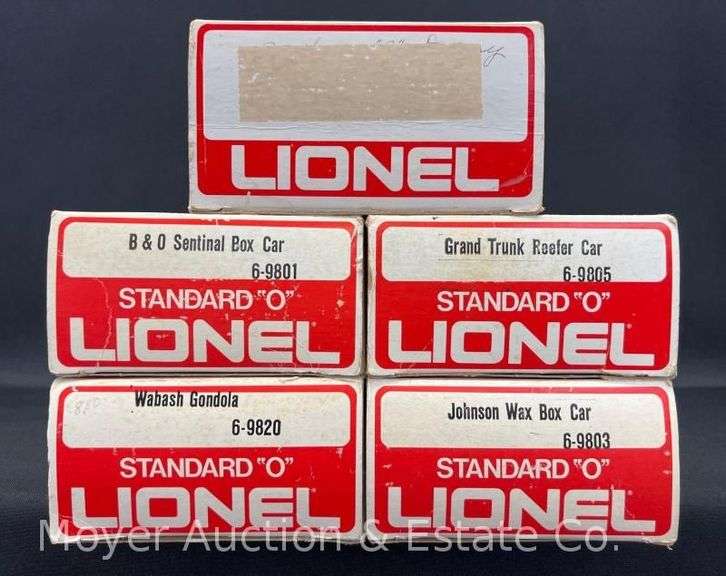 LIONEL
B & O Sentinal Box Car
6-9801
STANDARD "O"
LIONEL
Grand Trunk Reefer Car
6-9805
STANDARD "O"
LIONEL
Wabash Gondola
6-9820
STANDARD "O"
LIONEL
Johnson Wax Box Car
6-9803
STANDARD "O"
LIONEL
Moyer Auction & Estate Co.